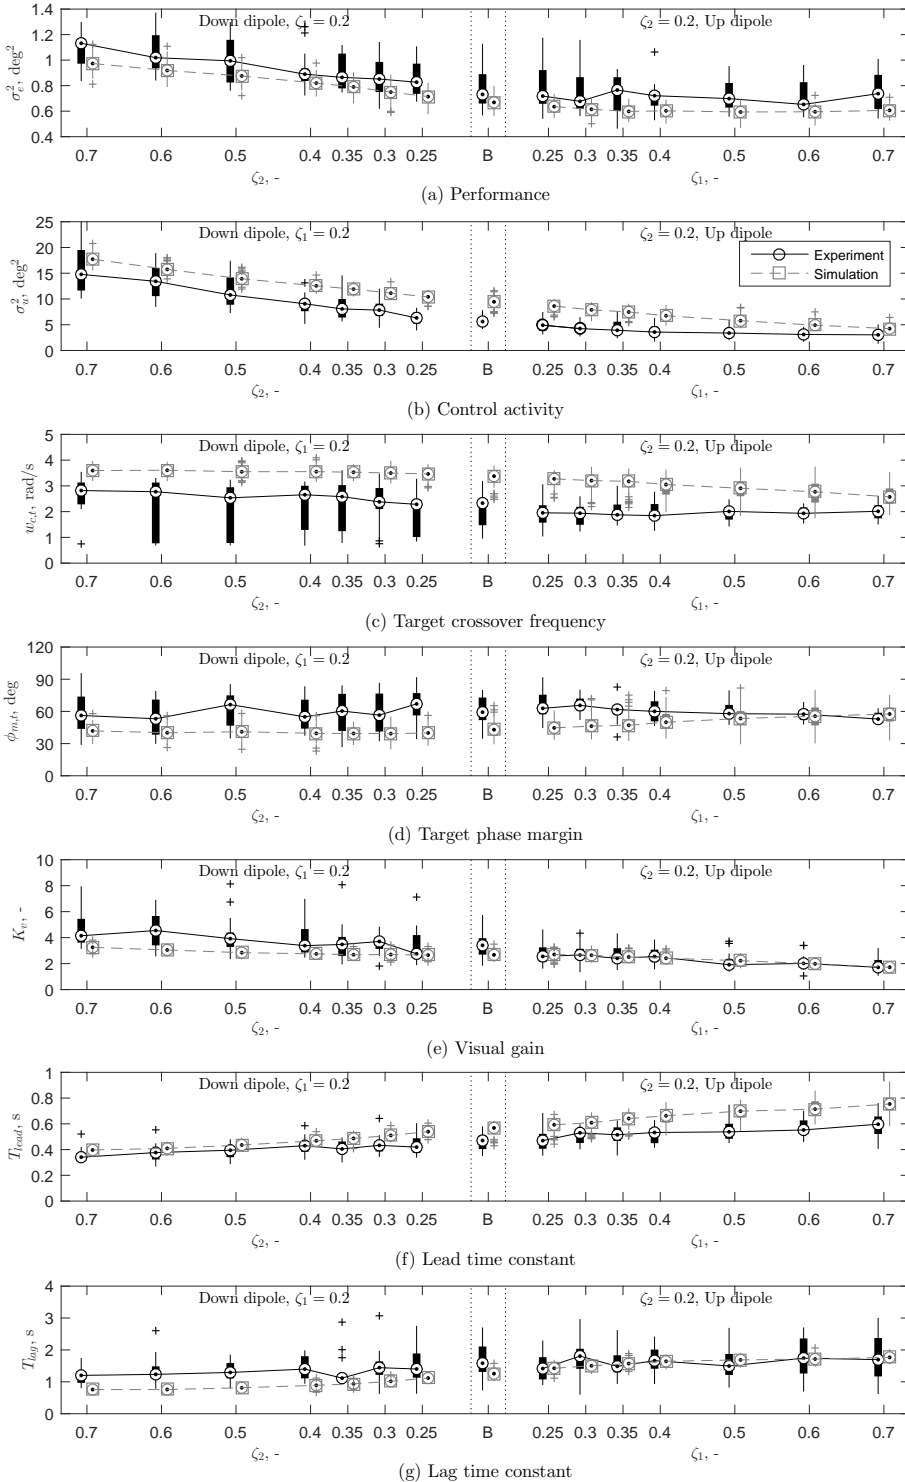 Down dipole, ζ₁ = 0.2
ζ₂ = 0.2, Up dipole
σ²ₑ, deg²
1.4
1.2
1
0.8
0.6
0.4
0.7 0.6 0.5 0.4 0.35 0.3 0.25 B 0.25 0.3 0.35 0.4 0.5 0.6 0.7
ζ₂, - ζ₁, -
(a) Performance
Down dipole, ζ₁ = 0.2
ζ₂ = 0.2, Up dipole
Experiment
Simulation
σ²ᵤ, deg²
25
20
15
10
5
0
0.7 0.6 0.5 0.4 0.35 0.3 0.25 B 0.25 0.3 0.35 0.4 0.5 0.6 0.7
ζ₂, - ζ₁, -
(b) Control activity
Down dipole, ζ₁ = 0.2
ζ₂ = 0.2, Up dipole
w_{c,t}, rad/s
5
4
3
2
1
0
0.7 0.6 0.5 0.4 0.35 0.3 0.25 B 0.25 0.3 0.35 0.4 0.5 0.6 0.7
ζ₂, - ζ₁, -
(c) Target crossover frequency
Down dipole, ζ₁ = 0.2
ζ₂ = 0.2, Up dipole
ϕ_{m,t}, deg
120
90
60
30
0
0.7 0.6 0.5 0.4 0.35 0.3 0.25 B 0.25 0.3 0.35 0.4 0.5 0.6 0.7
ζ₂, - ζ₁, -
(d) Target phase margin
Down dipole, ζ₁ = 0.2
ζ₂ = 0.2, Up dipole
K_v, -
10
8
6
4
2
0
0.7 0.6 0.5 0.4 0.35 0.3 0.25 B 0.25 0.3 0.35 0.4 0.5 0.6 0.7
ζ₂, - ζ₁, -
(e) Visual gain
Down dipole, ζ₁ = 0.2
ζ₂ = 0.2, Up dipole
T_{lead}, s
1
0.8
0.6
0.4
0.2
0
0.7 0.6 0.5 0.4 0.35 0.3 0.25 B 0.25 0.3 0.35 0.4 0.5 0.6 0.7
ζ₂, - ζ₁, -
(f) Lead time constant
Down dipole, ζ₁ = 0.2
ζ₂ = 0.2, Up dipole
T_{lag}, s
4
3
2
1
0
0.7 0.6 0.5 0.4 0.35 0.3 0.25 B 0.25 0.3 0.35 0.4 0.5 0.6 0.7
ζ₂, - ζ₁, -
(g) Lag time constant